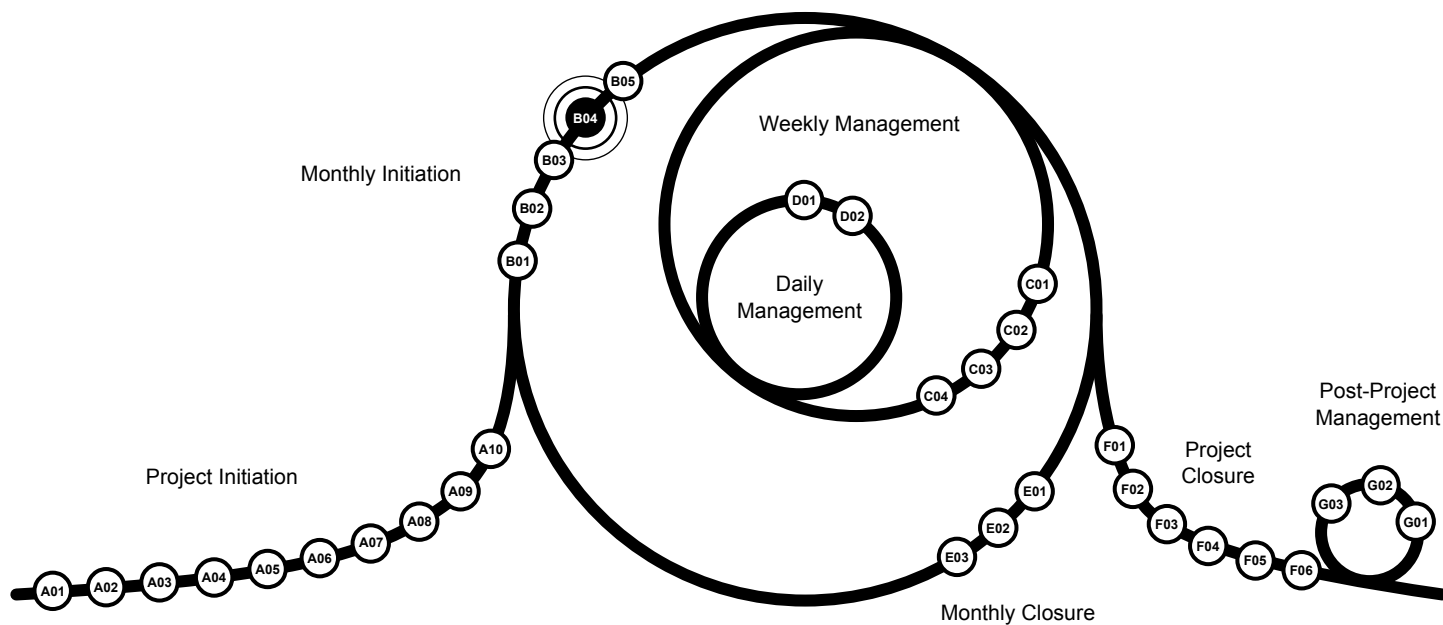 Project Initiation
A01
A02
A03
A04
A05
A06
A07
A08
A09
A10
Monthly Initiation
B01
B02
B03
B04
B05
Weekly Management
C01
C02
C03
C04
Daily
Management
D01
D02
Monthly Closure
E01
E02
E03
Project
Closure
F01
F02
F03
F04
F05
F06
Post-Project
Management
G01
G02
G03